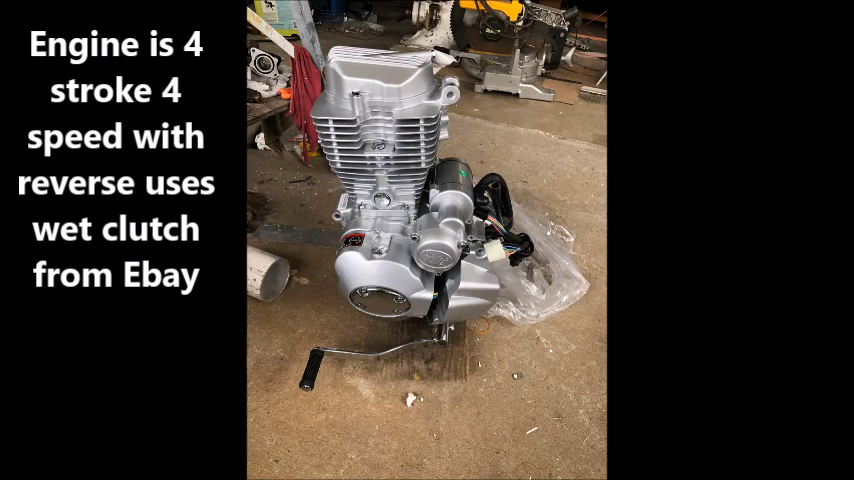 Engine is 4
stroke 4
speed with
reverse uses
wet clutch
from Ebay